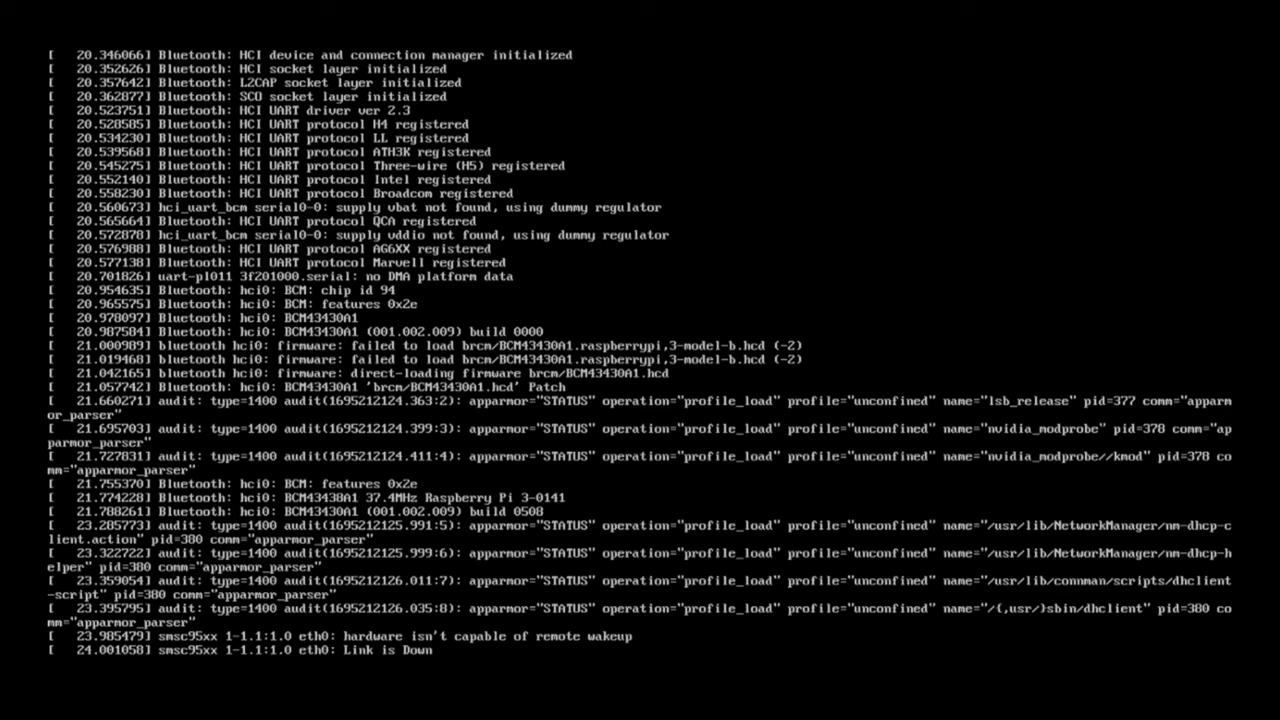 [   20.346066] Bluetooth: HCI device and connection manager initialized
[   20.352626] Bluetooth: HCI socket layer initialized
[   20.357642] Bluetooth: L2CAP socket layer initialized
[   20.362877] Bluetooth: SCO socket layer initialized
[   20.523751] Bluetooth: HCI UART driver ver 2.3
[   20.528585] Bluetooth: HCI UART protocol H4 registered
[   20.534230] Bluetooth: HCI UART protocol LL registered
[   20.539568] Bluetooth: HCI UART protocol ATH3K registered
[   20.545275] Bluetooth: HCI UART protocol Three-wire (H5) registered
[   20.552140] Bluetooth: HCI UART protocol Intel registered
[   20.558230] Bluetooth: HCI UART protocol Broadcom registered
[   20.560673] hci_uart_bcm serial0-0: supply vbat not found, using dummy regulator
[   20.565664] Bluetooth: HCI UART protocol QCA registered
[   20.572878] hci_uart_bcm serial0-0: supply vddio not found, using dummy regulator
[   20.576988] Bluetooth: HCI UART protocol AG6XX registered
[   20.577138] Bluetooth: HCI UART protocol Marvell registered
[   20.701826] uart-pl011 3f201000.serial: no DMA platform data
[   20.954635] Bluetooth: hci0: BCM: chip id 94
[   20.965575] Bluetooth: hci0: BCM: features 0x2e
[   20.978097] Bluetooth: hci0: BCM43430A1
[   20.987584] Bluetooth: hci0: BCM43430A1 (001.002.009) build 0000
[   21.000989] bluetooth hci0: firmware: failed to load brcm/BCM43430A1.raspberrypi,3-model-b.hcd (-2)
[   21.019468] bluetooth hci0: firmware: failed to load brcm/BCM43430A1.raspberrypi,3-model-b.hcd (-2)
[   21.042165] bluetooth hci0: firmware: direct-loading firmware brcm/BCM43430A1.hcd
[   21.057742] Bluetooth: hci0: BCM43430A1 'brcm/BCM43430A1.hcd' Patch
[   21.660271] audit: type=1400 audit(1695212124.363:2): apparmor="STATUS" operation="profile_load" profile="unconfined" name="lsb_release" pid=377 comm="apparm
or_parser"
[   21.695703] audit: type=1400 audit(1695212124.399:3): apparmor="STATUS" operation="profile_load" profile="unconfined" name="nvidia_modprobe" pid=378 comm="ap
parmor_parser"
[   21.727831] audit: type=1400 audit(1695212124.411:4): apparmor="STATUS" operation="profile_load" profile="unconfined" name="nvidia_modprobe//kmod" pid=378 co
mm="apparmor_parser"
[   21.755370] Bluetooth: hci0: BCM: features 0x2e
[   21.774228] Bluetooth: hci0: BCM43438A1 37.4MHz Raspberry Pi 3-0141
[   21.788261] Bluetooth: hci0: BCM43430A1 (001.002.009) build 0508
[   23.285773] audit: type=1400 audit(1695212125.991:5): apparmor="STATUS" operation="profile_load" profile="unconfined" name="/usr/lib/NetworkManager/nm-dhcp-c
lient.action" pid=380 comm="apparmor_parser"
[   23.322722] audit: type=1400 audit(1695212125.999:6): apparmor="STATUS" operation="profile_load" profile="unconfined" name="/usr/lib/NetworkManager/nm-dhcp-h
elper" pid=380 comm="apparmor_parser"
[   23.359054] audit: type=1400 audit(1695212126.011:7): apparmor="STATUS" operation="profile_load" profile="unconfined" name="/usr/lib/connman/scripts/dhclient
-script" pid=380 comm="apparmor_parser"
[   23.395795] audit: type=1400 audit(1695212126.035:8): apparmor="STATUS" operation="profile_load" profile="unconfined" name="/{,usr/}sbin/dhclient" pid=380 co
mm="apparmor_parser"
[   23.985479] smsc95xx 1-1.1:1.0 eth0: hardware isn't capable of remote wakeup
[   24.001058] smsc95xx 1-1.1:1.0 eth0: Link is Down